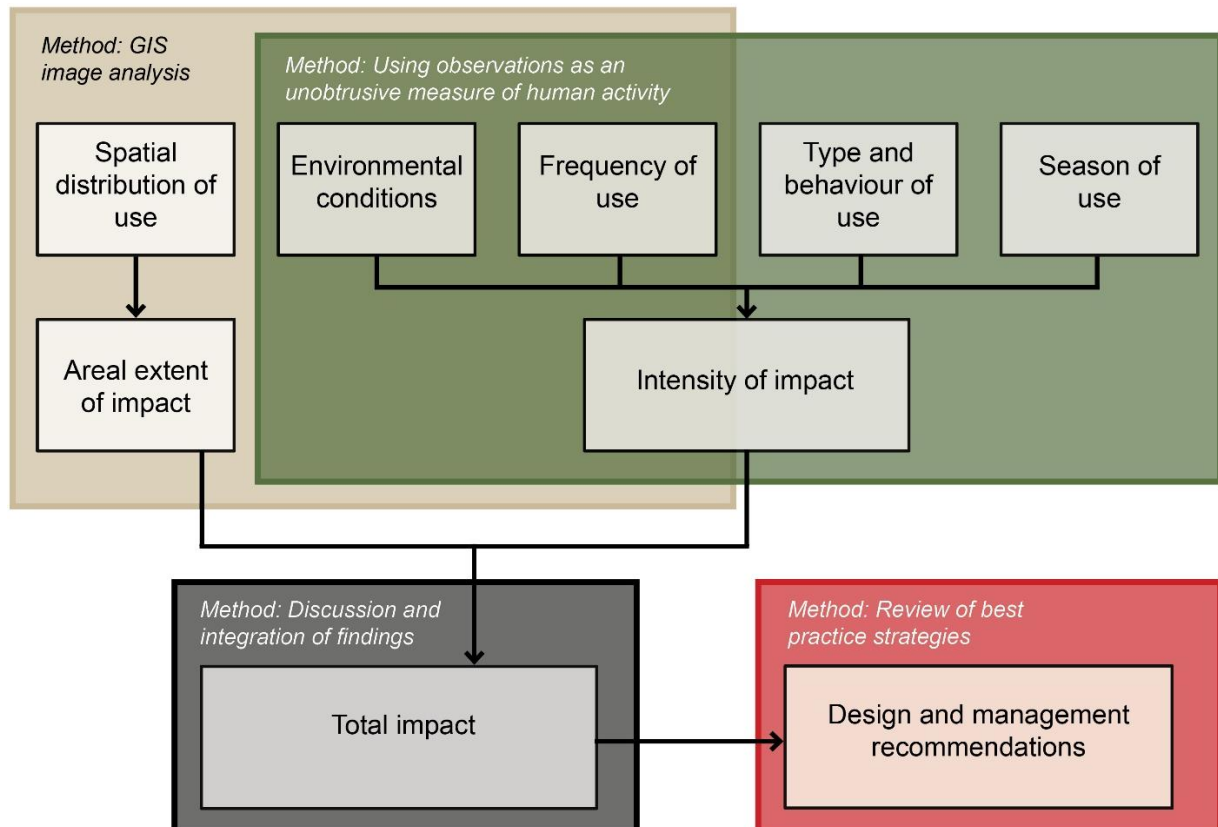 Method: GIS
image analysis
Method: Using observations as an
unobtrusive measure of human activity
Spatial
distribution of
use
Environmental
conditions
Frequency of
use
Type and
behaviour of
use
Season of
use
Areal extent
of impact
Intensity of impact
Method: Discussion and
integration of findings
Total impact
Method: Review of best
practice strategies
Design and management
recommendations